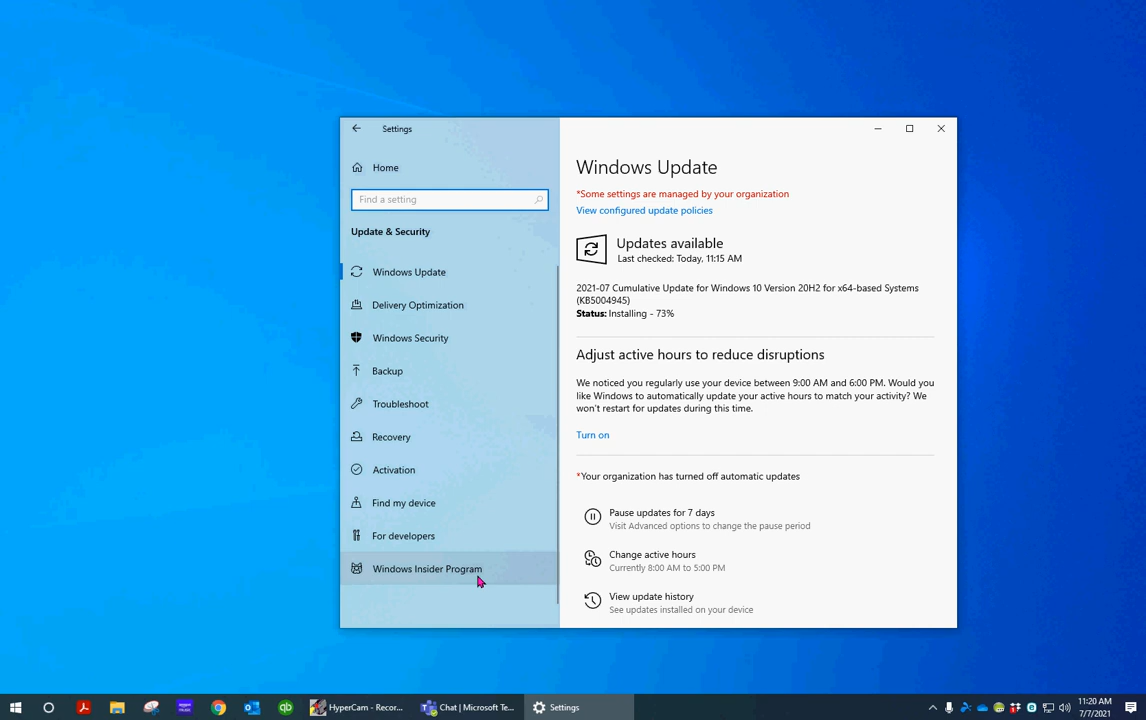 Settings
Home
Find a setting
Update & Security
Windows Update
Delivery Optimization
Windows Security
Backup
Troubleshoot
Recovery
Activation
Find my device
For developers
Windows Insider Program
Windows Update
*Some settings are managed by your organization
View configured update policies
Updates available
Last checked: Today, 11:15 AM
2021-07 Cumulative Update for Windows 10 Version 20H2 for x64-based Systems
(KB5004945)
Status: Installing - 73%
Adjust active hours to reduce disruptions
We noticed you regularly use your device between 9:00 AM and 6:00 PM. Would you
like Windows to automatically update your active hours to match your activity? We
won't restart for updates during this time.
Turn on
*Your organization has turned off automatic updates
Pause updates for 7 days
Visit Advanced options to change the pause period
Change active hours
Currently 8:00 AM to 5:00 PM
View update history
See updates installed on your device
HyperCam - Recor...
Chat | Microsoft Te...
Settings
11:20 AM
7/7/2021